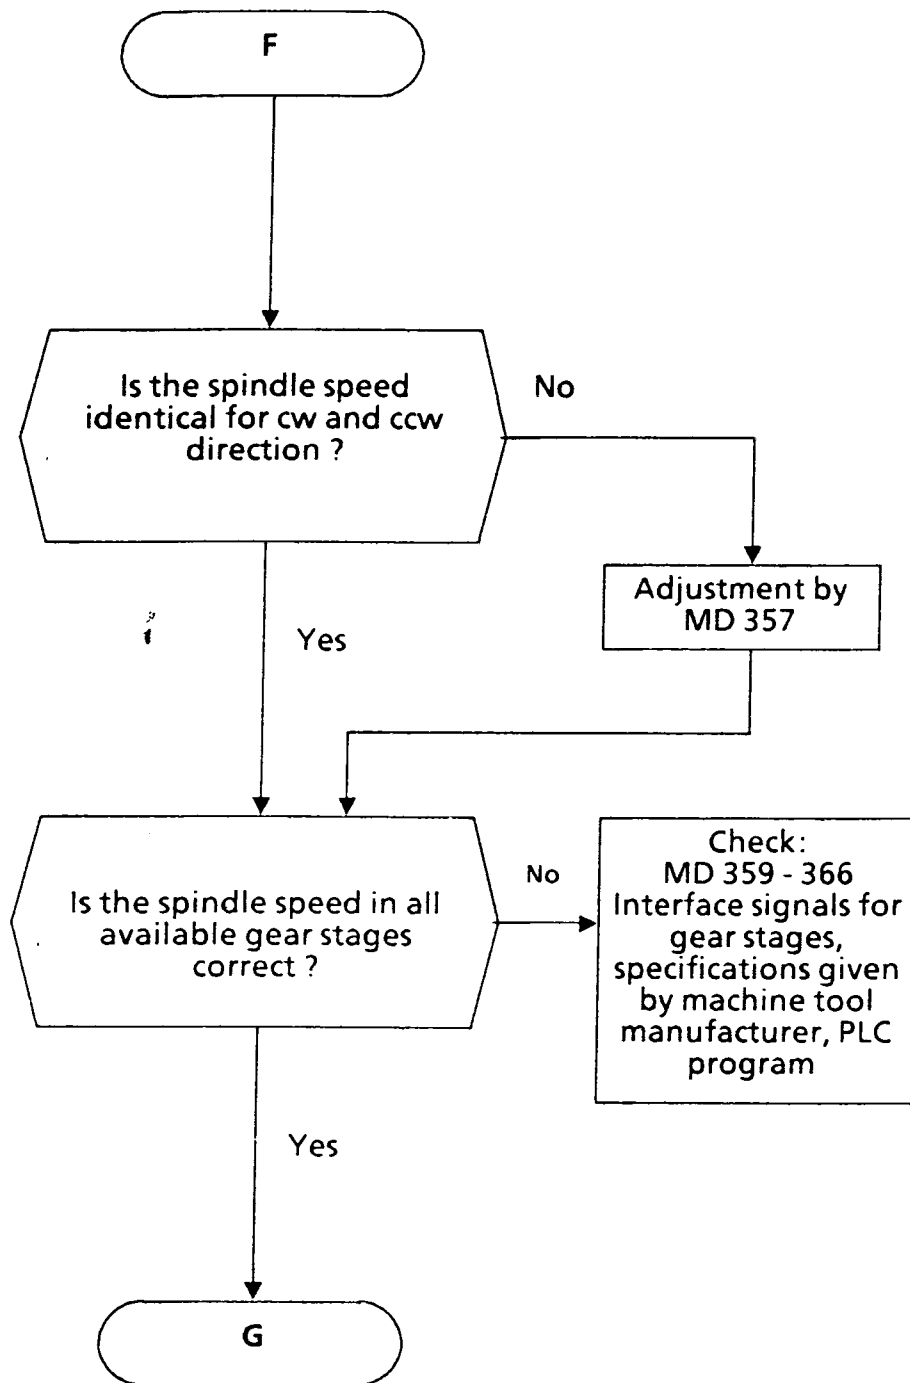 F
Is the spindle speed
identical for cw and ccw
direction ?
No
Adjustment by
MD 357
Yes
Is the spindle speed in all
available gear stages
correct ?
No
Check:
MD 359 - 366
Interface signals for
gear stages,
specifications given
by machine tool
manufacturer, PLC
program
Yes
G